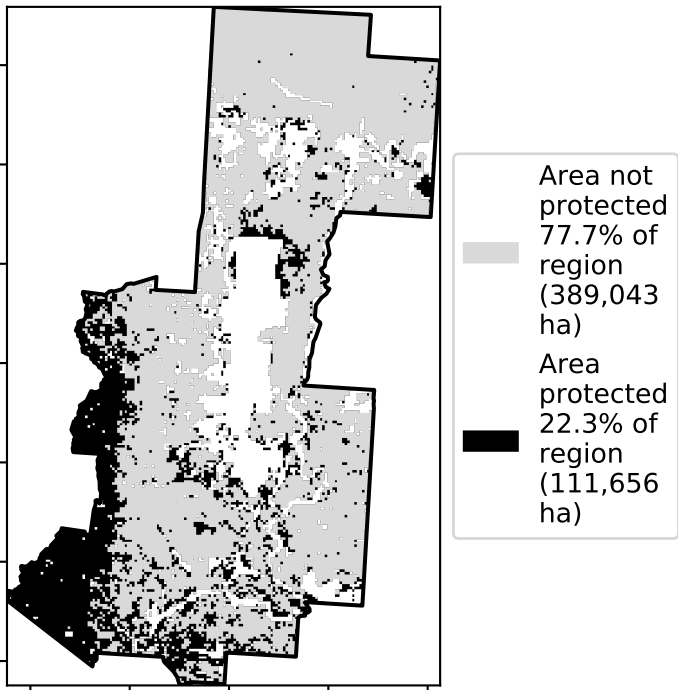 Area not
protected
77.7% of
region
(389,043
ha)
Area
protected
22.3% of
region
(111,656
ha)